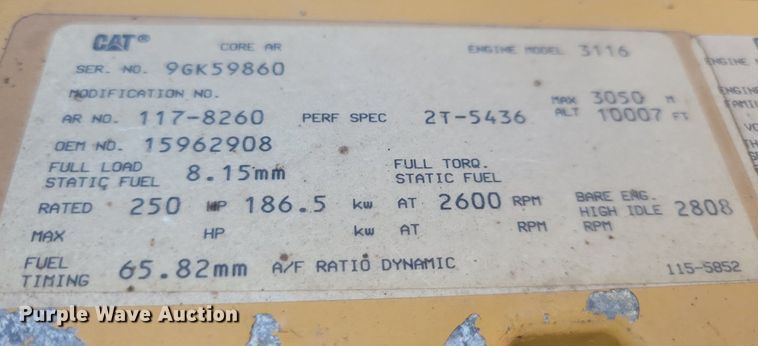 CAT® CORE AR ENGINE MODEL 3116
SER. NO. 9GK59860
MODIFICATION NO.
AR NO. 117-8260 PERF SPEC 2T-5436 MAX ALT 3050 M 10007 FT
OEM NO. 15962908
FULL LOAD STATIC FUEL 8.15mm FULL TORQ. STATIC FUEL
RATED 250 HP 186.5 kw AT 2600 RPM BARE ENG. HIGH IDLE 2808 RPM
MAX HP kw AT RPM
FUEL TIMING 65.82mm A/F RATIO DYNAMIC
115-5852
Purple Wave Auction